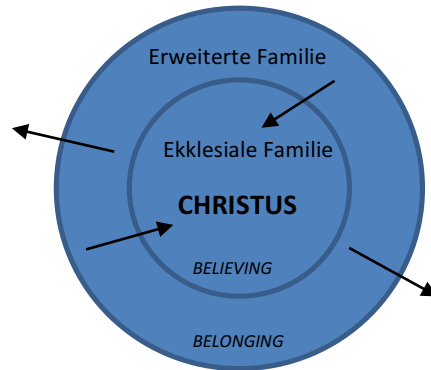 Erweiterte Familie
Ekklesiale Familie
CHRISTUS
BELIEVING
BELONGING